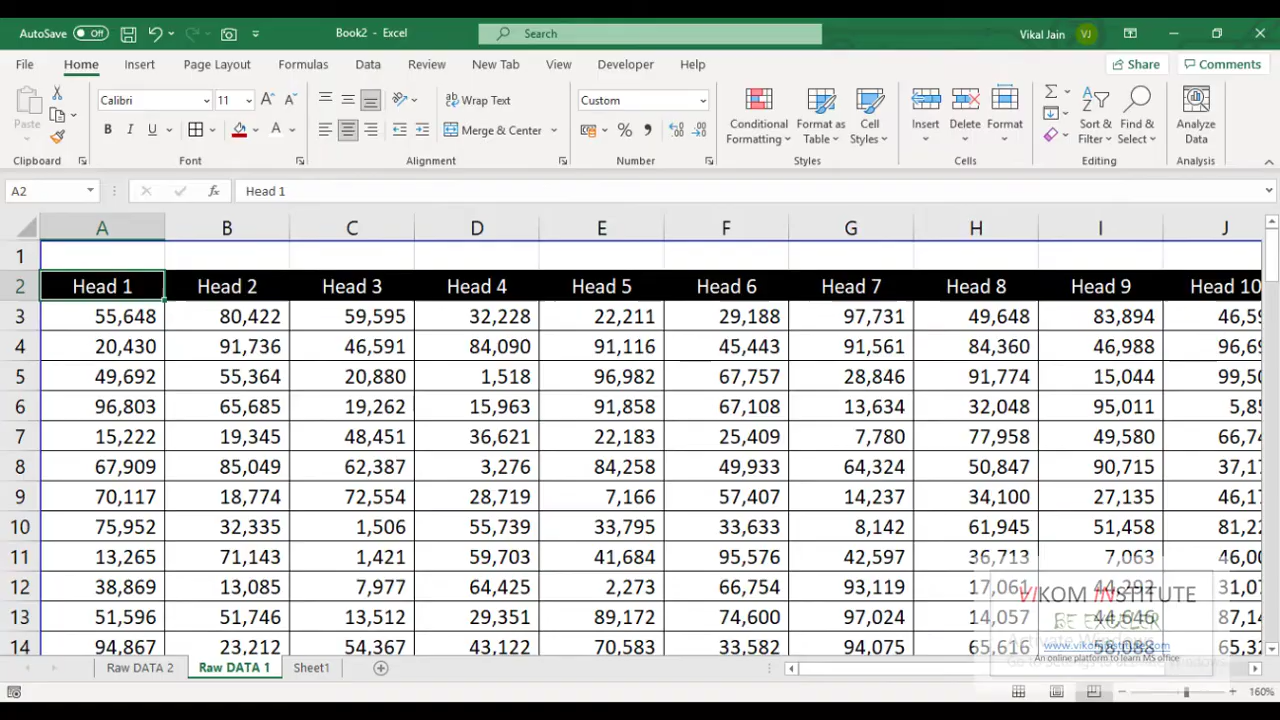 AutoSave Off Book2 - Excel Search Vikal Jain VJ
File Home Insert Page Layout Formulas Data Review New Tab View Developer Help Share Comments
Calibri 11 Wrap Text Custom
Paste B I U Merge & Center Conditional Formatting Format as Table Cell Styles Insert Delete Format Sort & Filter Find & Select Analyze Data
Clipboard Font Alignment Number Styles Cells Editing Analysis
A2 fx Head 1
A B C D E F G H I J
1
2 Head 1 Head 2 Head 3 Head 4 Head 5 Head 6 Head 7 Head 8 Head 9 Head 10
3 55,648 80,422 59,595 32,228 22,211 29,188 97,731 49,648 83,894 46,59
4 20,430 91,736 46,591 84,090 91,116 45,443 91,561 84,360 46,988 96,69
5 49,692 55,364 20,880 1,518 96,982 67,757 28,846 91,774 15,044 99,50
6 96,803 65,685 19,262 15,963 91,858 67,108 13,634 32,048 95,011 5,85
7 15,222 19,345 48,451 36,621 22,183 25,409 7,780 77,958 49,580 66,74
8 67,909 85,049 62,387 3,276 84,258 49,933 64,324 50,847 90,715 37,17
9 70,117 18,774 72,554 28,719 7,166 57,407 14,237 34,100 27,135 46,17
10 75,952 32,335 1,506 55,739 33,795 33,633 8,142 61,945 51,458 81,22
11 13,265 71,143 1,421 59,703 41,684 95,576 42,597 36,713 7,063 46,00
12 38,869 13,085 7,977 64,425 2,273 66,754 93,119 17,061 44,292 31,07
13 51,596 51,746 13,512 29,351 89,172 74,600 97,024 14,057 44,646 87,14
14 94,867 23,212 54,367 43,122 70,583 33,582 94,075 65,616 58,088 65,32
VIKOM INSTITUTE
BE EXCELER
Activate Windows
www.vikominstitute.com
An online platform to learn MS office
Raw DATA 2 Raw DATA 1 Sheet1
160%